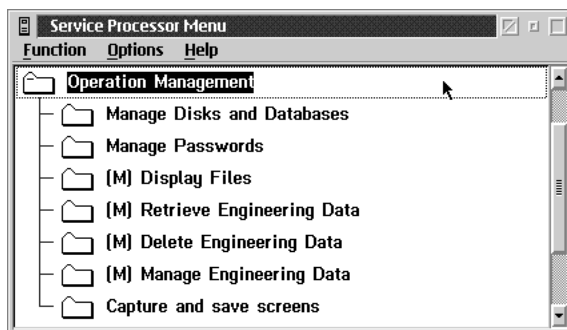 Service Processor Menu
Function Options Help
Operation Management
Manage Disks and Databases
Manage Passwords
(M) Display Files
(M) Retrieve Engineering Data
(M) Delete Engineering Data
(M) Manage Engineering Data
Capture and save screens